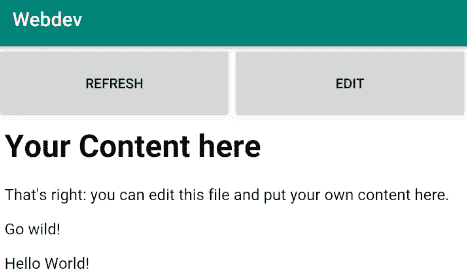 Webdev
REFRESH EDIT
Your Content here
That's right: you can edit this file and put your own content here.
Go wild!
Hello World!